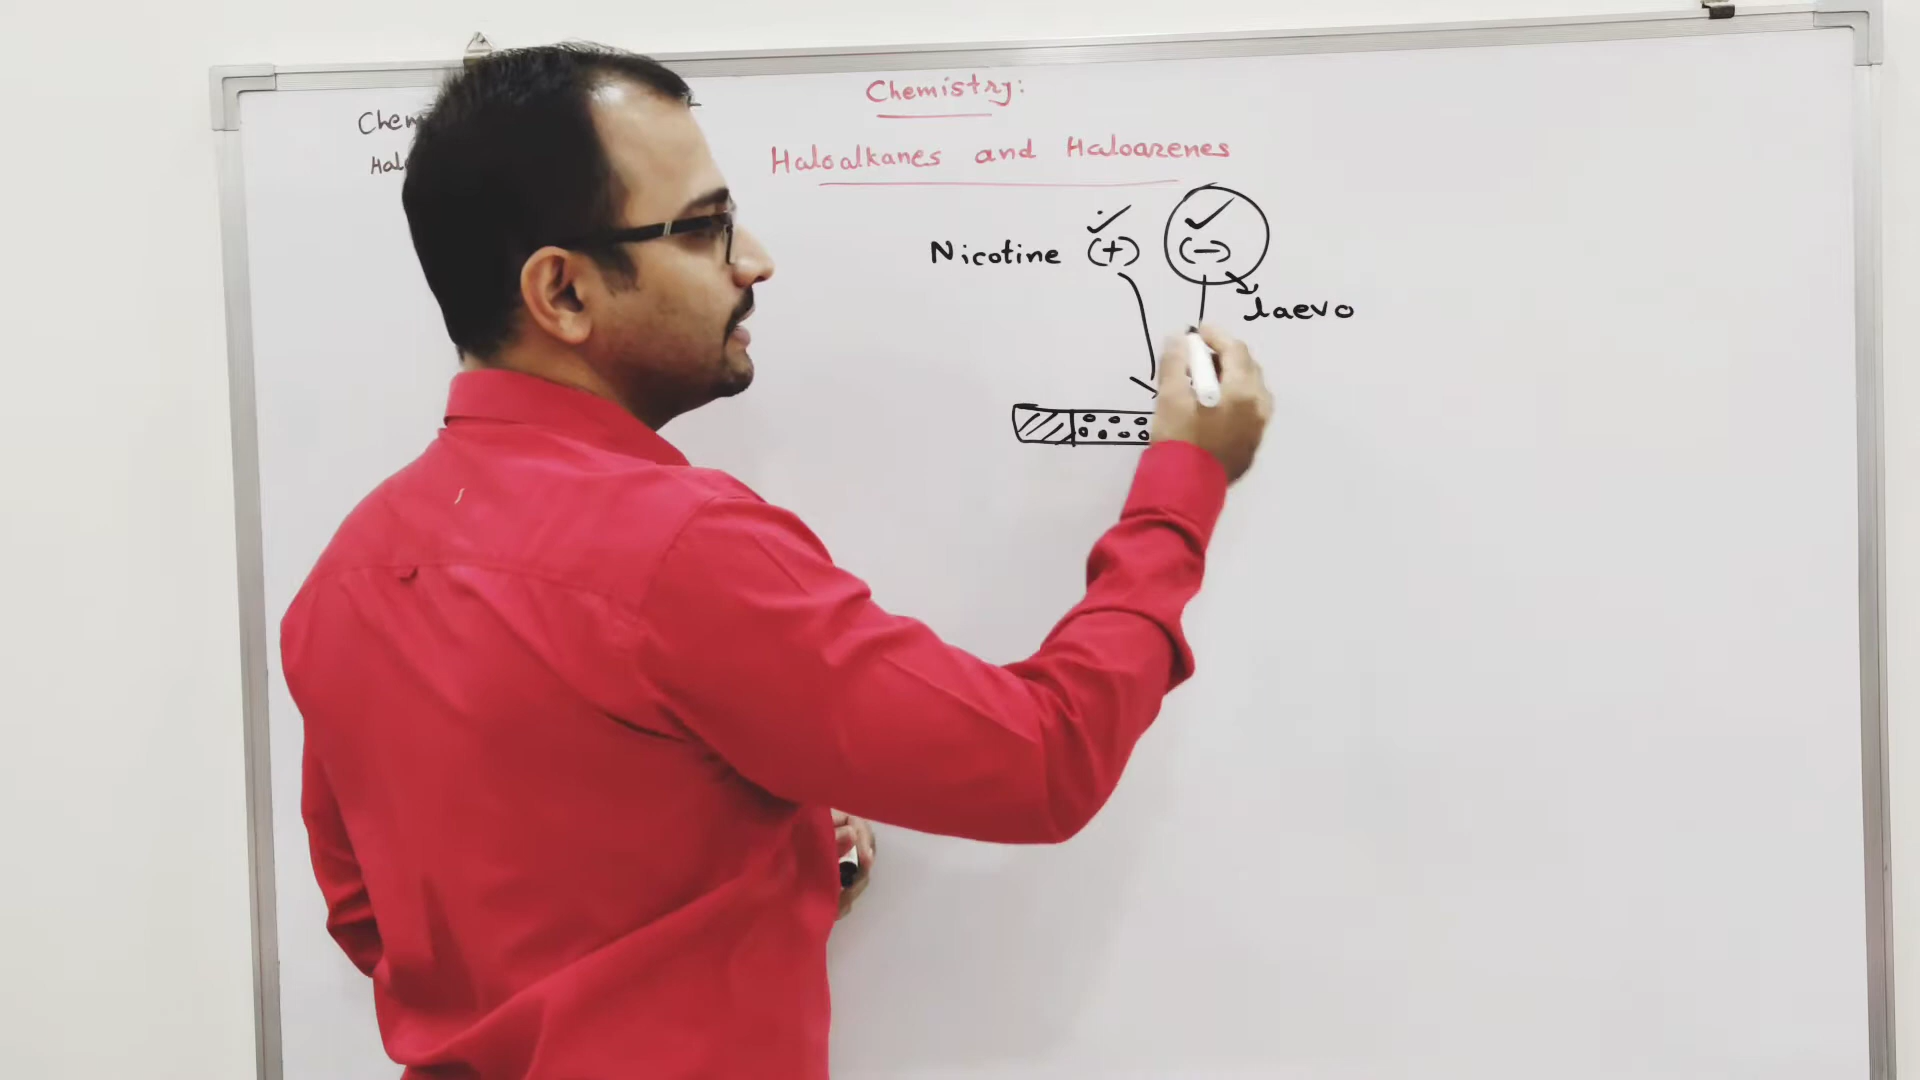 Chemistry:
Haloalkanes and Haloarenes
Nicotine (+) (-)
laevo